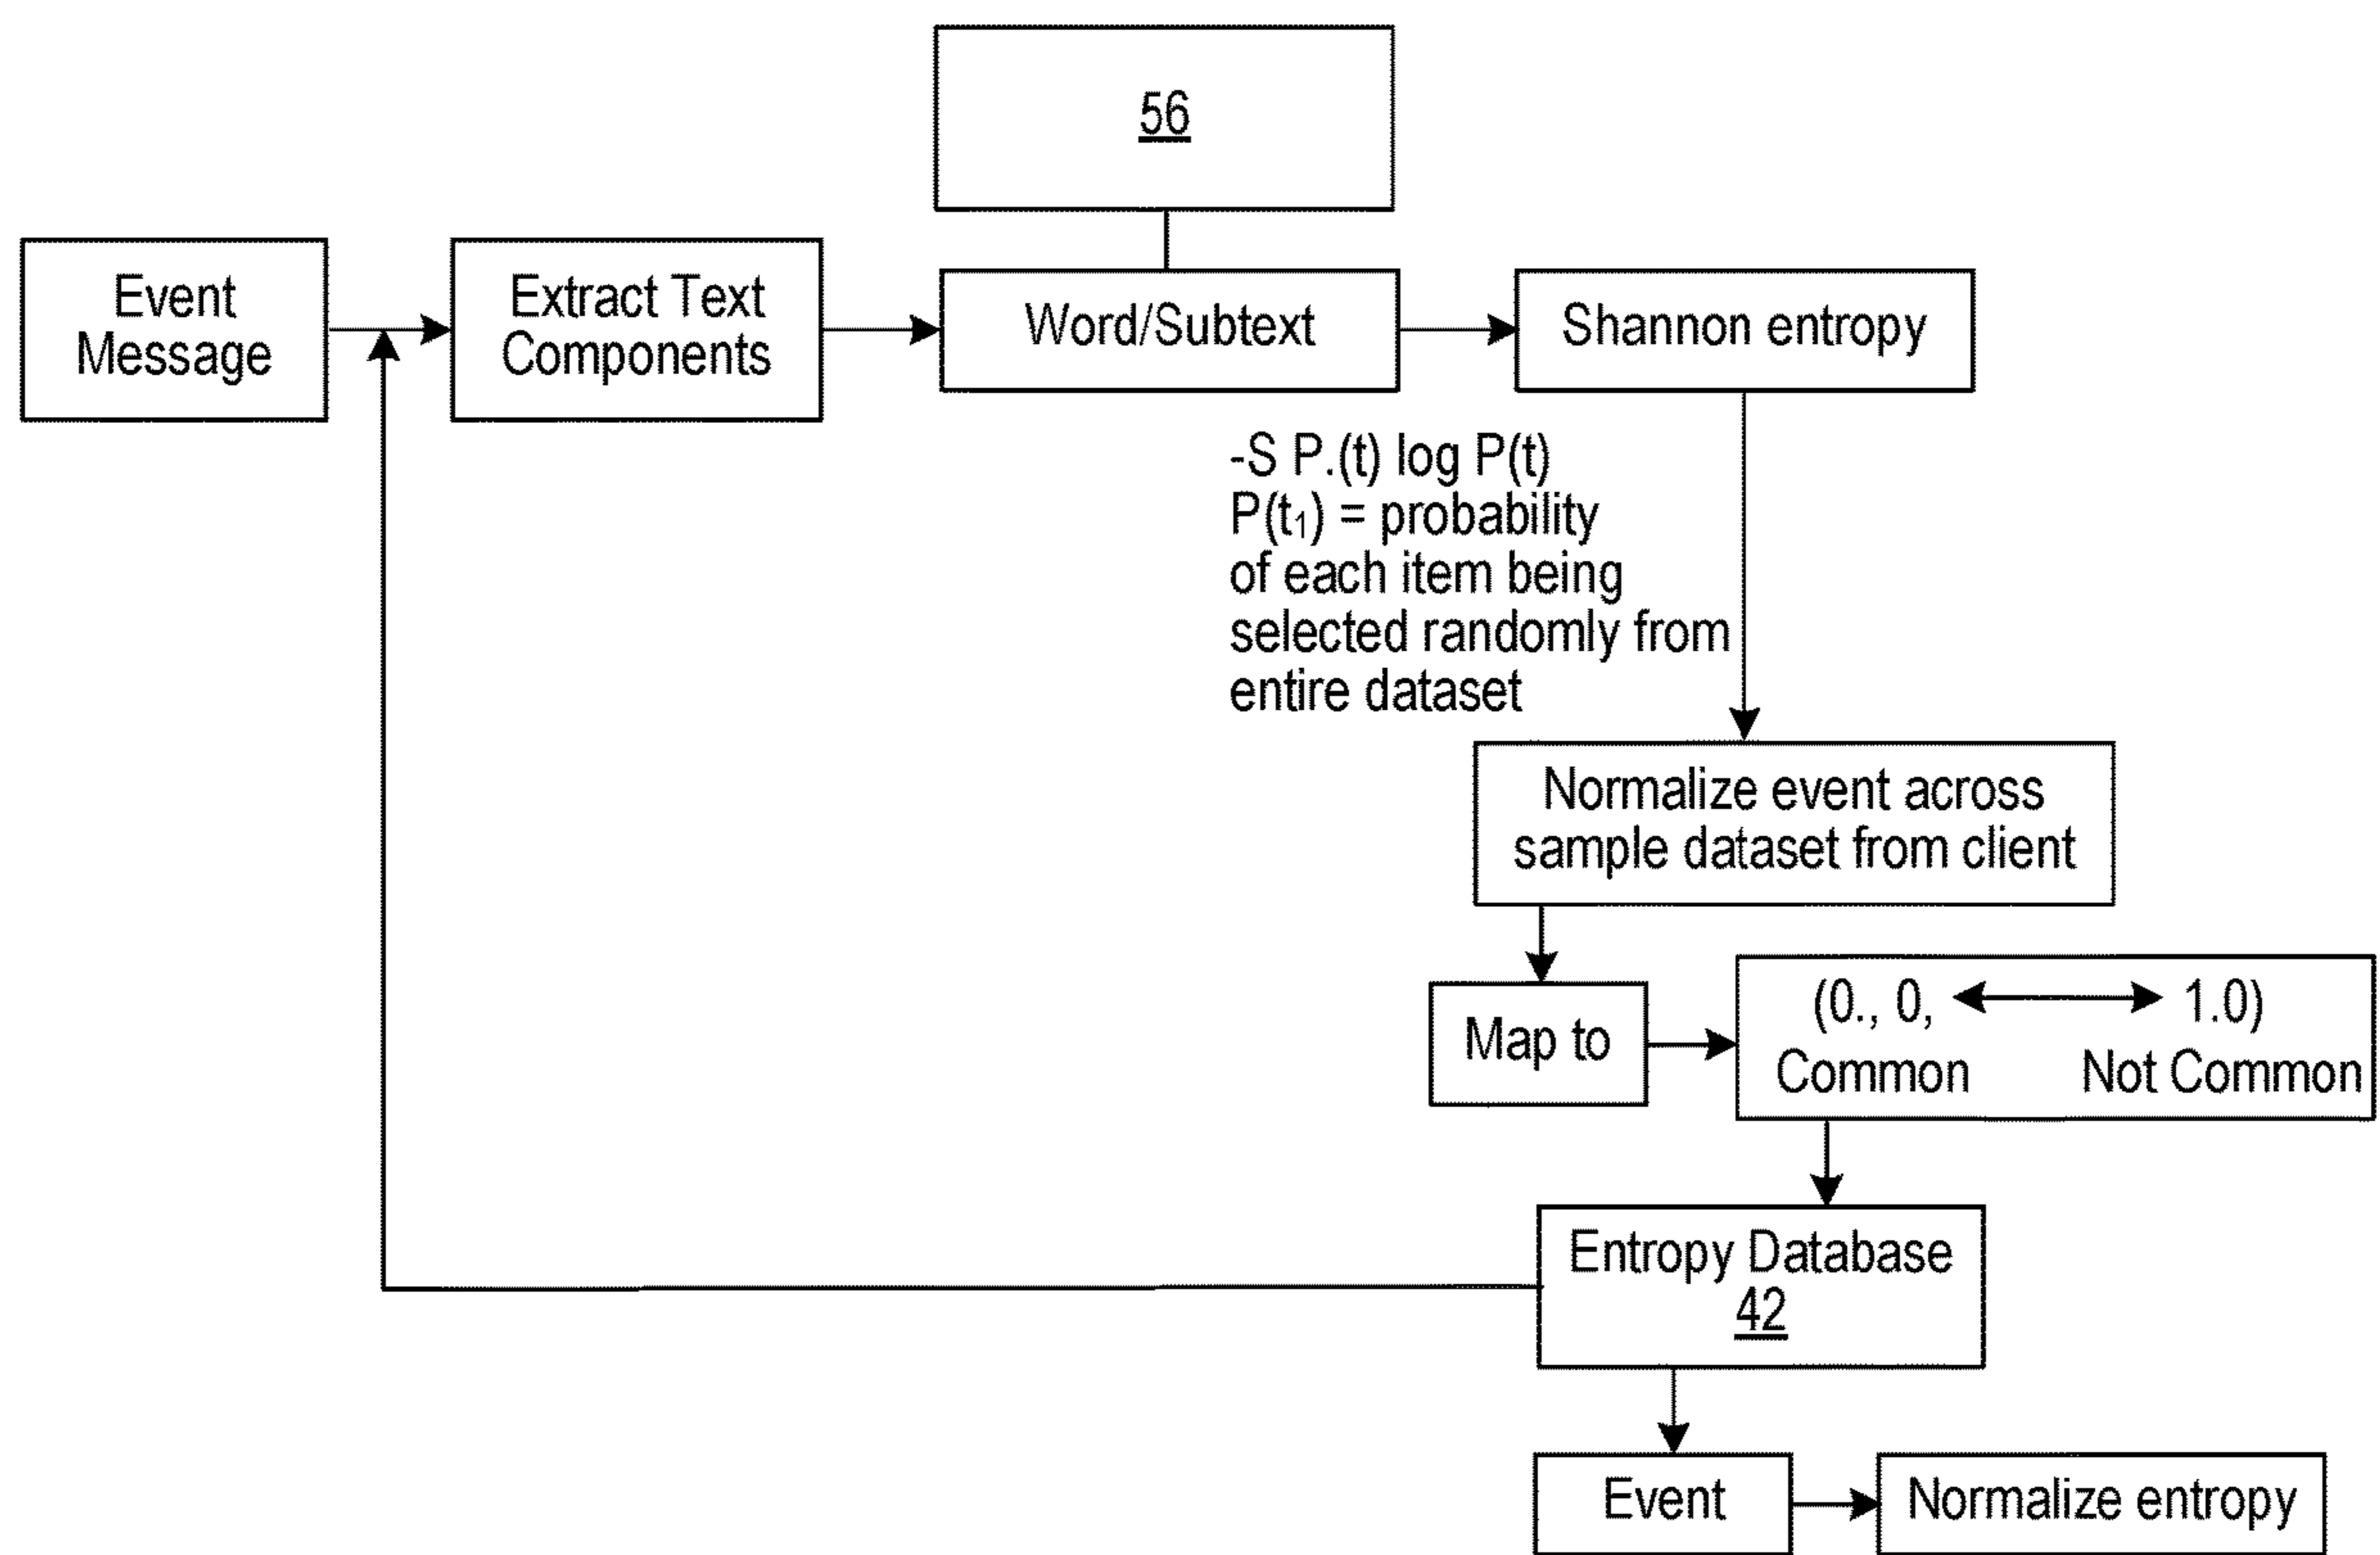 56
Event
Message
Extract Text
Components
Word/Subtext
Shannon entropy
-S P.(t) log P(t)
P(t₁) = probability
of each item being
selected randomly from
entire dataset
Normalize event across
sample dataset from client
Map to
(0., 0, 1.0)
Common Not Common
Entropy Database
42
Event
Normalize entropy